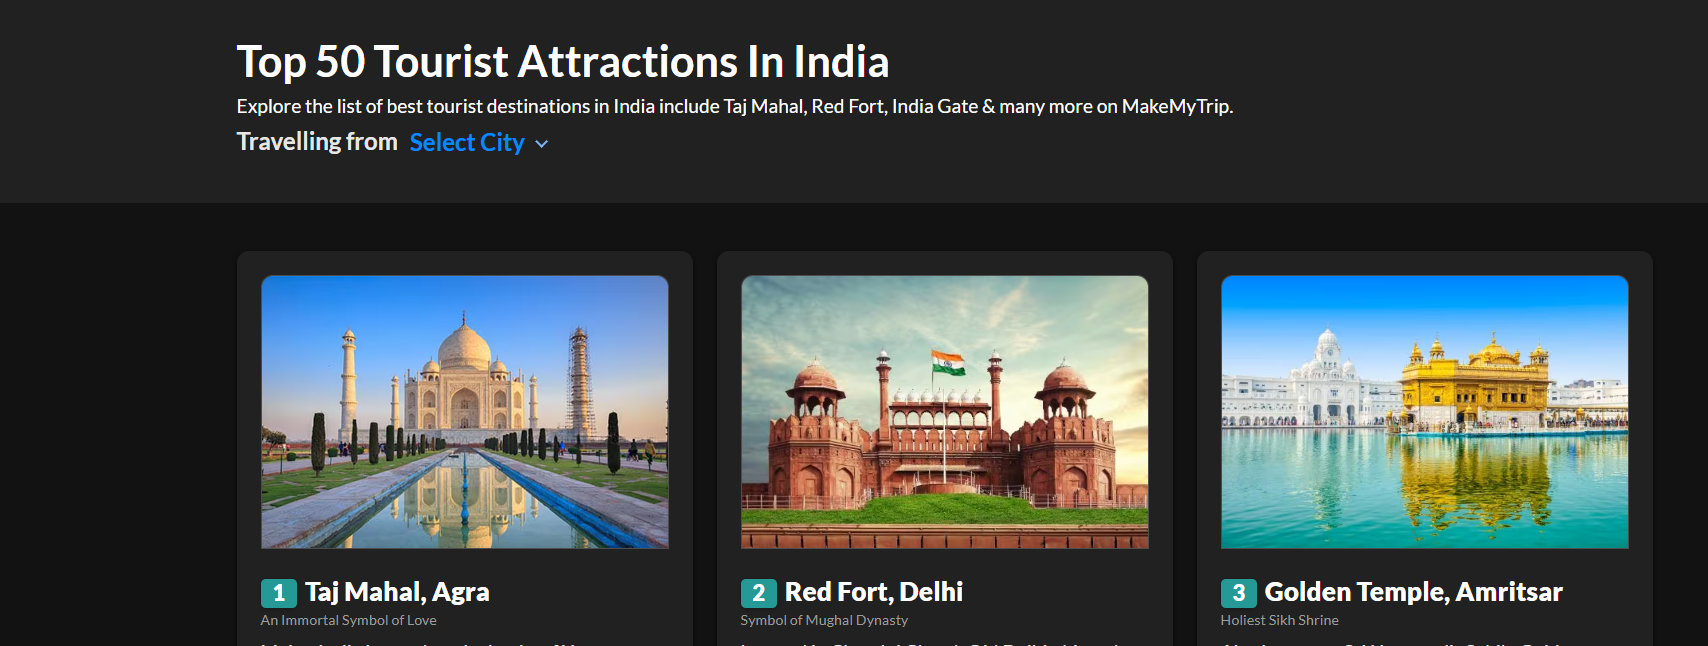 Top 50 Tourist Attractions In India
Explore the list of best tourist destinations in India include Taj Mahal, Red Fort, India Gate & many more on MakeMyTrip.
Travelling from Select City
1 Taj Mahal, Agra
An Immortal Symbol of Love
2 Red Fort, Delhi
Symbol of Mughal Dynasty
3 Golden Temple, Amritsar
Holiest Sikh Shrine